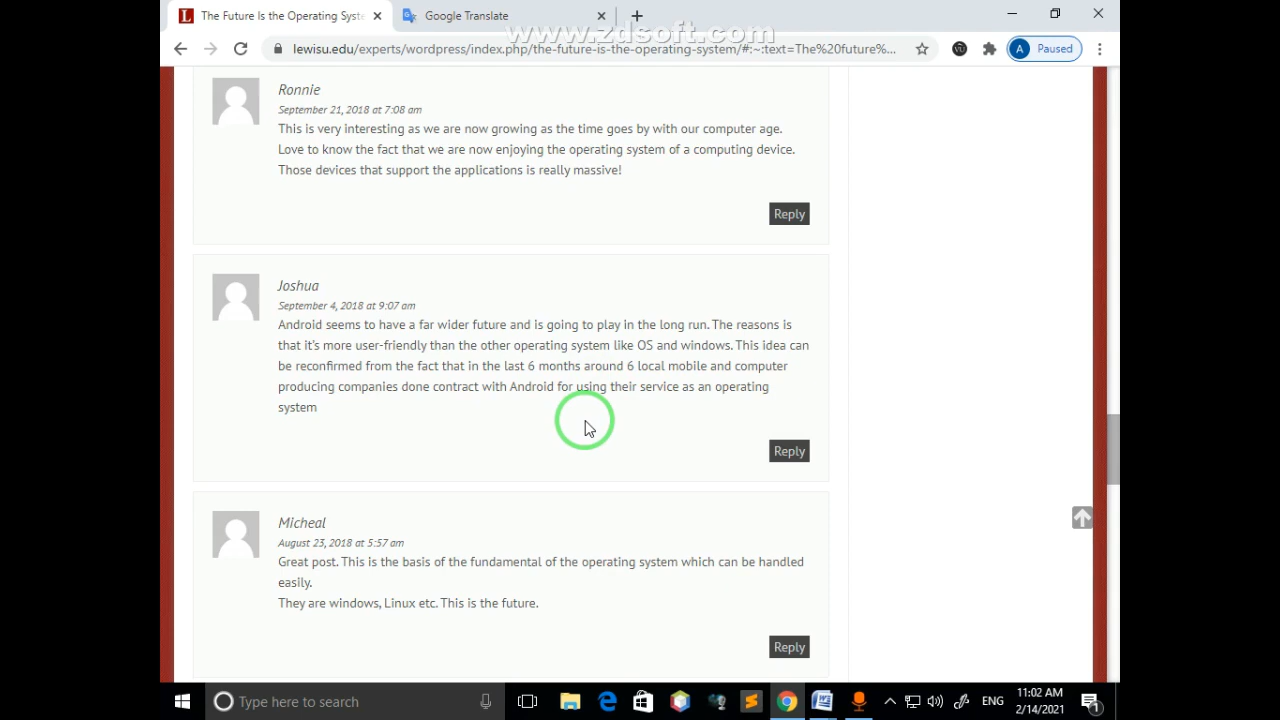 The Future Is the Operating Syste
Google Translate
www.zdsoft.com
lewisu.edu/experts/wordpress/index.php/the-future-is-the-operating-system/#:~:text=The%20future%...
A
Paused
Ronnie
September 21, 2018 at 7:08 am
This is very interesting as we are now growing as the time goes by with our computer age.
Love to know the fact that we are now enjoying the operating system of a computing device.
Those devices that support the applications is really massive!
Reply
Joshua
September 4, 2018 at 9:07 am
Android seems to have a far wider future and is going to play in the long run. The reasons is
that it's more user-friendly than the other operating system like OS and windows. This idea can
be reconfirmed from the fact that in the last 6 months around 6 local mobile and computer
producing companies done contract with Android for using their service as an operating
system
Reply
Micheal
August 23, 2018 at 5:57 am
Great post. This is the basis of the fundamental of the operating system which can be handled
easily.
They are windows, Linux etc. This is the future.
Reply
Type here to search
ENG
11:02 AM
2/14/2021
1